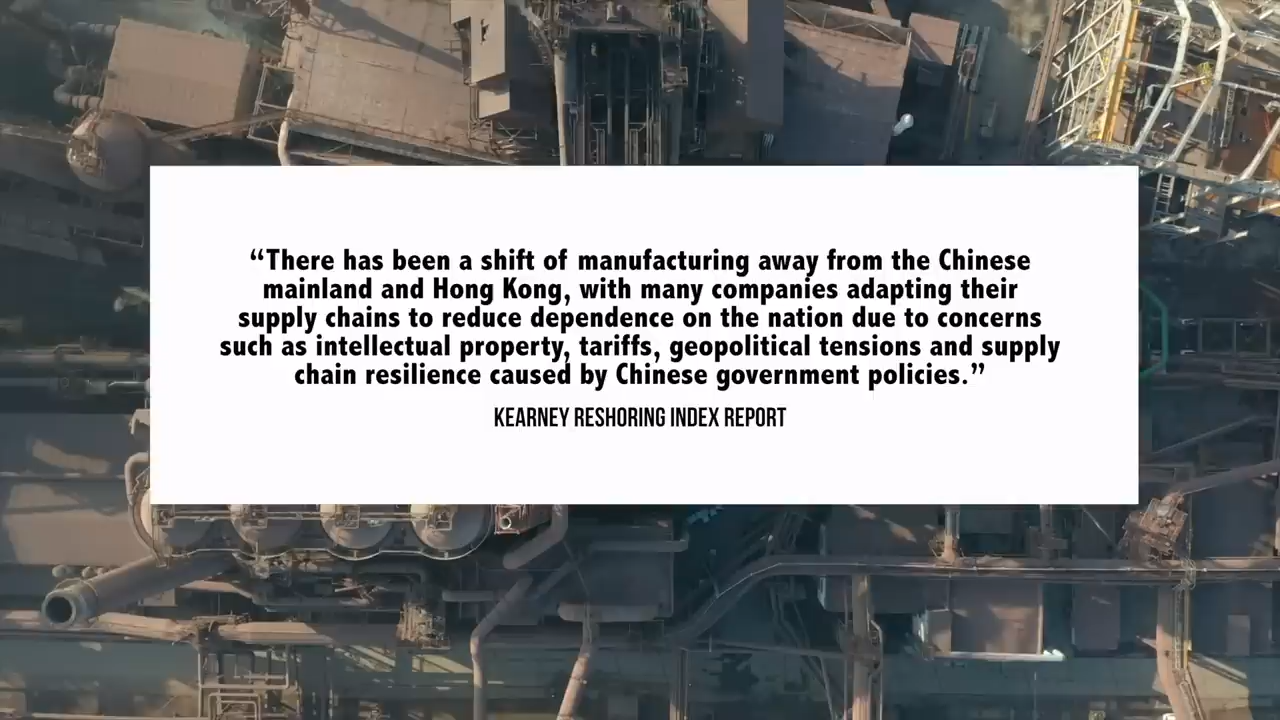 “There has been a shift of manufacturing away from the Chinese
mainland and Hong Kong, with many companies adapting their
supply chains to reduce dependence on the nation due to concerns
such as intellectual property, tariffs, geopolitical tensions and supply
chain resilience caused by Chinese government policies.”
KEARNEY RESHORING INDEX REPORT